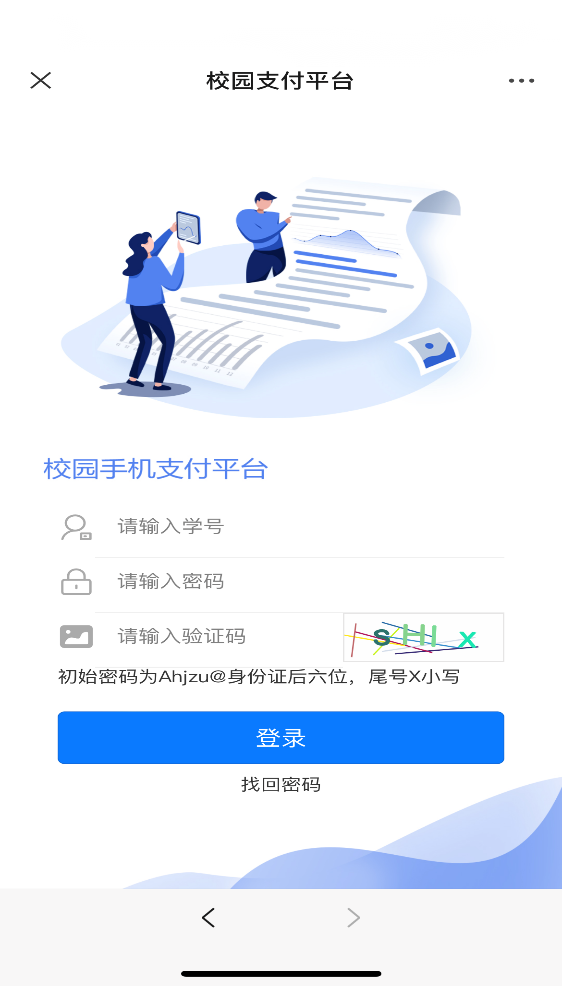 校园支付平台
校园手机支付平台
请输入学号
请输入密码
请输入验证码
sHIx
初始密码为Ahjzu@身份证后六位，尾号X小写
登录
找回密码